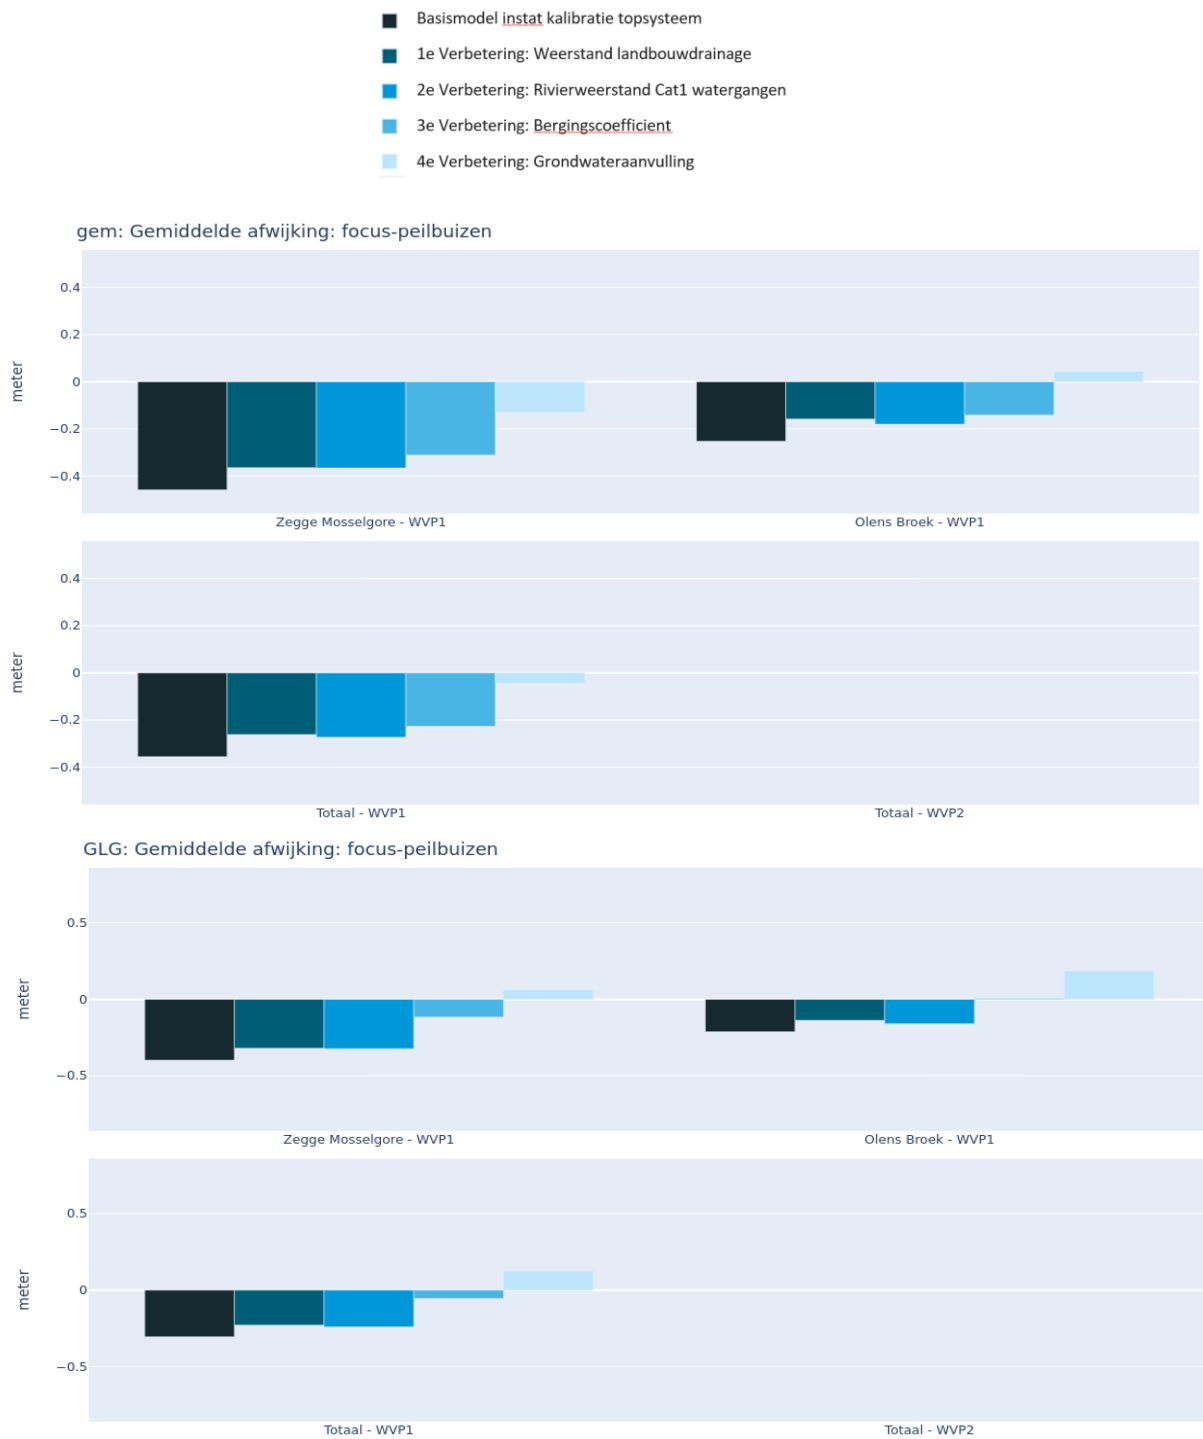 Basismodel instat kalibratie topsysteem
1e Verbetering: Weerstand landbouwdrainage
2e Verbetering: Rivierweerstand Cat1 watergangen
3e Verbetering: Bergingscoefficient
4e Verbetering: Grondwateraanvulling
gem: Gemiddelde afwijking: focus-peilbuizen
0.4
0.2
0
−0.2
−0.4
meter
Zegge Mosselgore - WVP1
Olens Broek - WVP1
0.4
0.2
0
−0.2
−0.4
meter
Totaal - WVP1
Totaal - WVP2
GLG: Gemiddelde afwijking: focus-peilbuizen
0.5
0
−0.5
meter
Zegge Mosselgore - WVP1
Olens Broek - WVP1
0.5
0
−0.5
meter
Totaal - WVP1
Totaal - WVP2